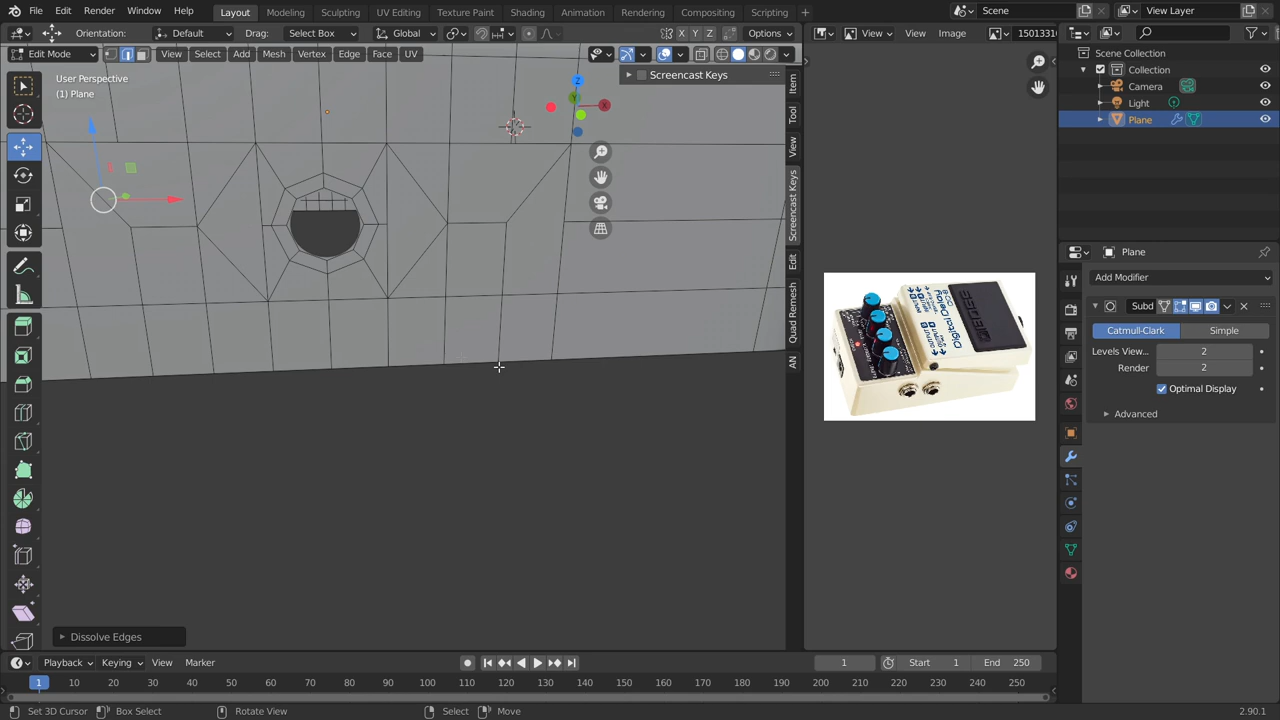 File Edit Render Window Help Layout Modeling Sculpting UV Editing Texture Paint Shading Animation Rendering Compositing Scripting + Scene View Layer
Orientation: Default Drag: Select Box Global X Y Z Options View View Image 15013310
Edit Mode View Select Add Mesh Vertex Edge Face UV
User Perspective
(1) Plane
Screencast Keys
Z
Y
X
Item
Tool
View
Screencast Keys
Edit
Quad Remesh
AN
Scene Collection
Collection
Camera
Light
Plane
Plane
Add Modifier
Subd
Catmull-Clark Simple
Levels View... 2
Render 2
Optimal Display
Advanced
Digital Delay
BOSS
Dissolve Edges
Playback Keying View Marker 1 Start 1 End 250
1 10 20 30 40 50 60 70 80 90 100 110 120 130 140 150 160 170 180 190 200 210 220 230 240 250
Set 3D Cursor Box Select Rotate View Select Move 2.90.1